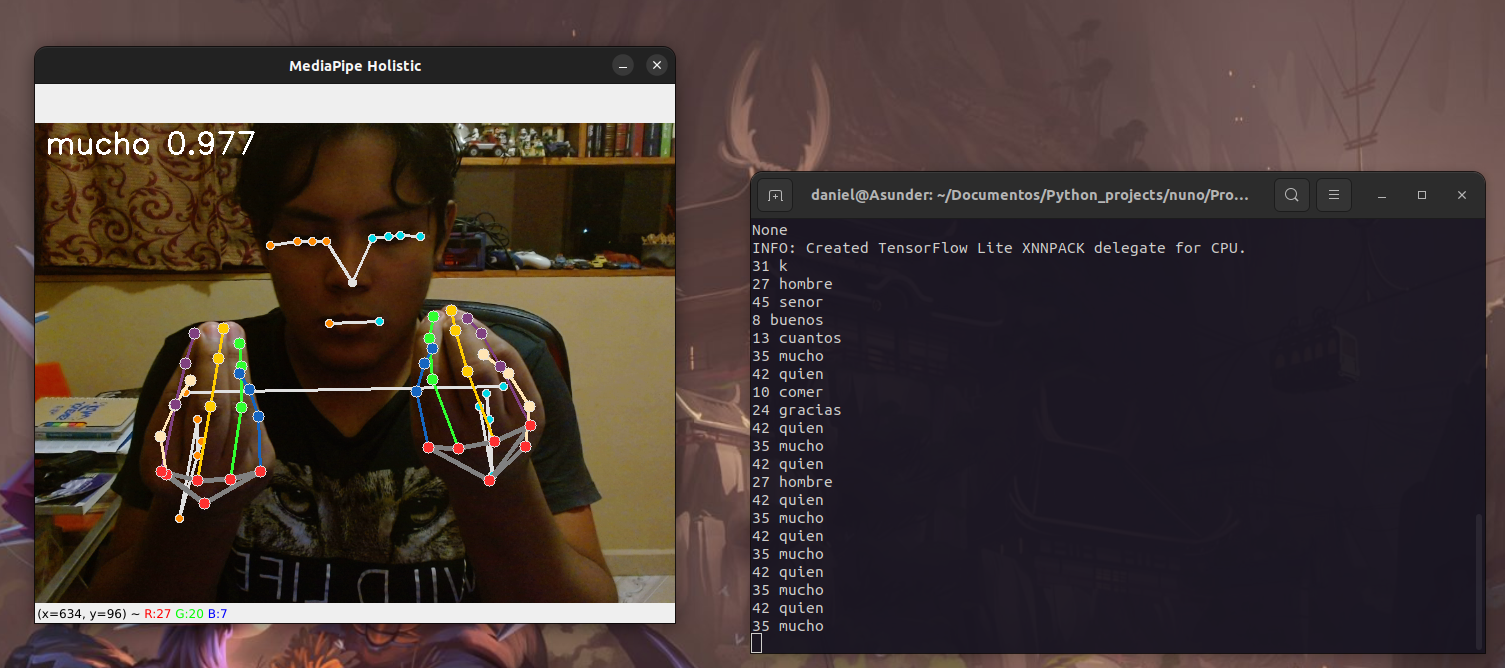 MediaPipe Holistic
mucho 0.977
WILD LIFE
(x=634, y=96) ~ R:27 G:20 B:7
daniel@Asunder: ~/Documentos/Python_projects/nuno/Pro...
None
INFO: Created TensorFlow Lite XNNPACK delegate for CPU.
31 k
27 hombre
45 senor
8 buenos
13 cuantos
35 mucho
42 quien
10 comer
24 gracias
42 quien
35 mucho
42 quien
27 hombre
42 quien
35 mucho
42 quien
35 mucho
42 quien
35 mucho
42 quien
35 mucho